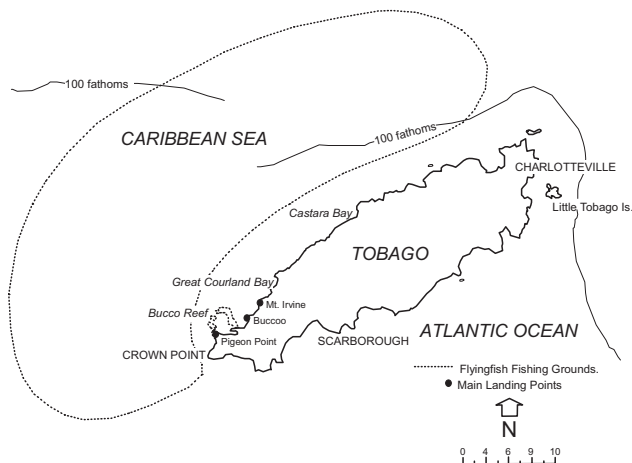 100 fathoms
CARIBBEAN SEA
100 fathoms
CHARLOTTEVILLE
Little Tobago Is.
Castara Bay
TOBAGO
Great Courland Bay
Mt. Irvine
Bucco Reef
Buccoo
Pigeon Point
CROWN POINT
SCARBOROUGH
ATLANTIC OCEAN
Flyingfish Fishing Grounds.
Main Landing Points
N
0 4 6 9 10